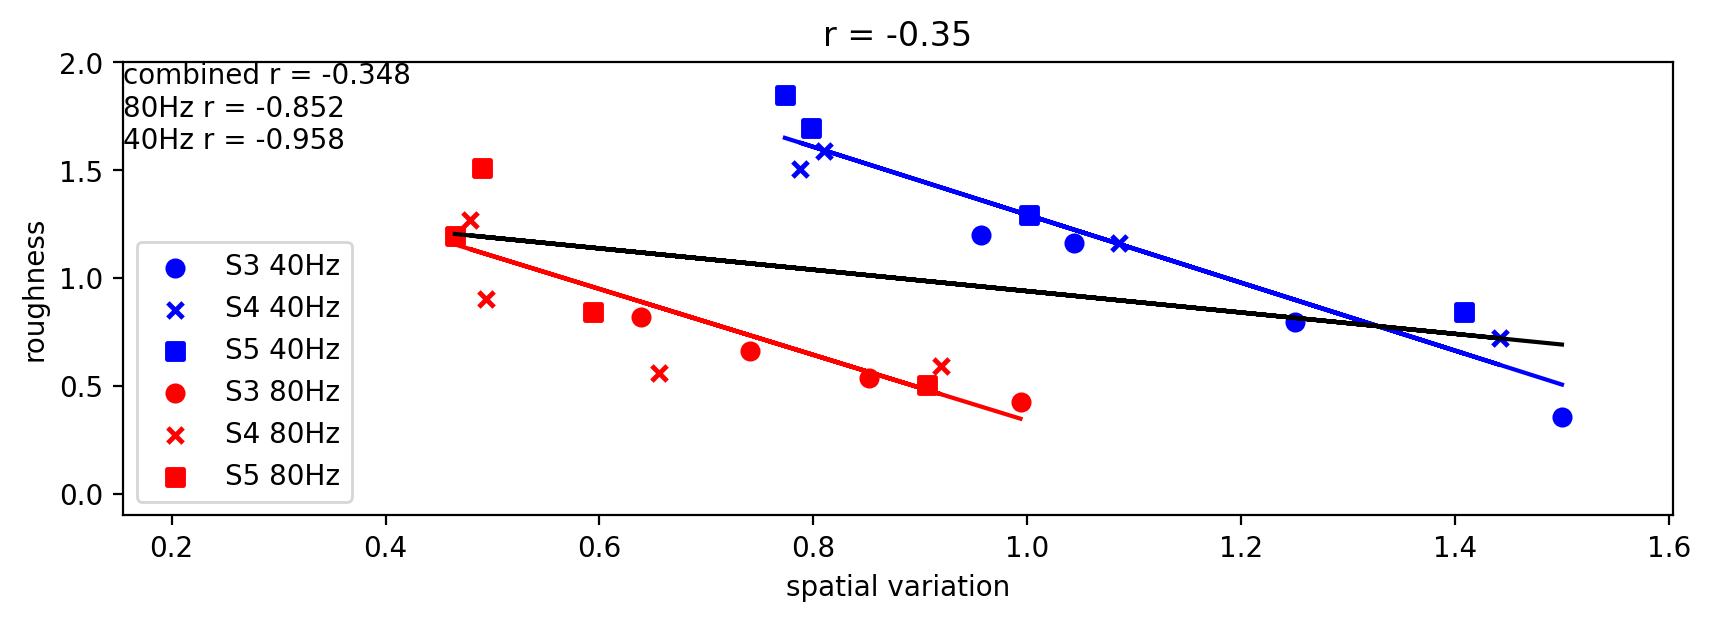 r = -0.35
combined r = -0.348
80Hz r = -0.852
40Hz r = -0.958
2.0
1.5
1.0
0.5
0.0
roughness
S3 40Hz
S4 40Hz
S5 40Hz
S3 80Hz
S4 80Hz
S5 80Hz
0.2 0.4 0.6 0.8 1.0 1.2 1.4 1.6
spatial variation